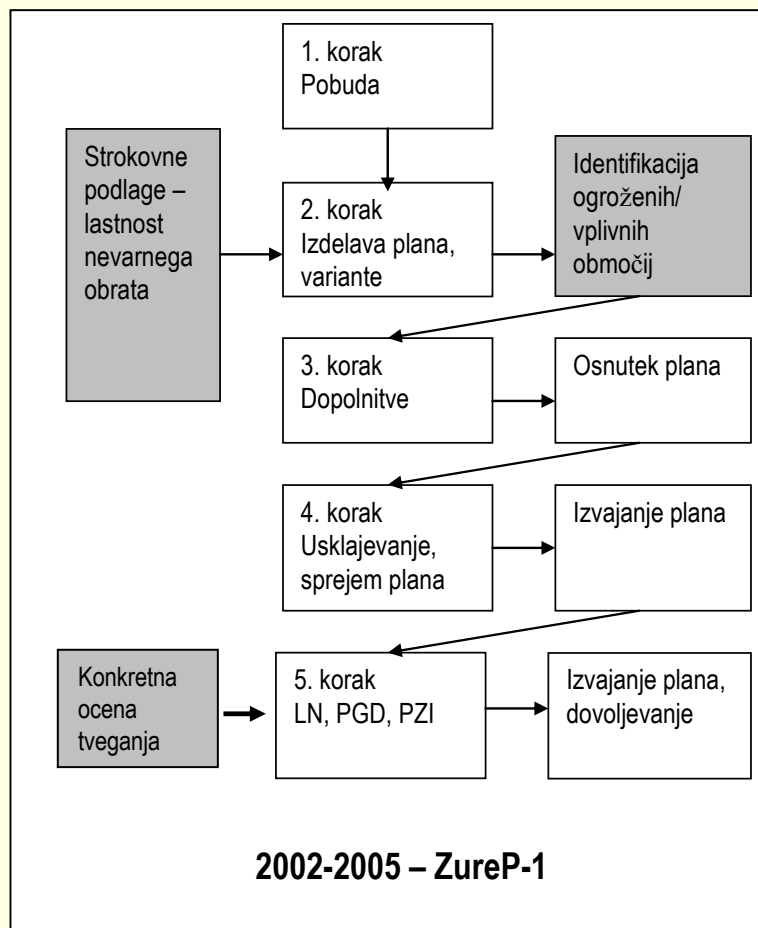 1. korak
Pobuda
Strokovne
podlage –
lastnost
nevarnega
obrata
2. korak
Izdelava plana,
variante
Identifikacija
ogroženih/
vplivnih
območij
3. korak
Dopolnitve
Osnutek plana
4. korak
Usklajevanje,
sprejem plana
Izvajanje plana
Konkretna
ocena
tveganja
5. korak
LN, PGD, PZI
Izvajanje plana,
dovoljevanje
2002-2005 – ZureP-1